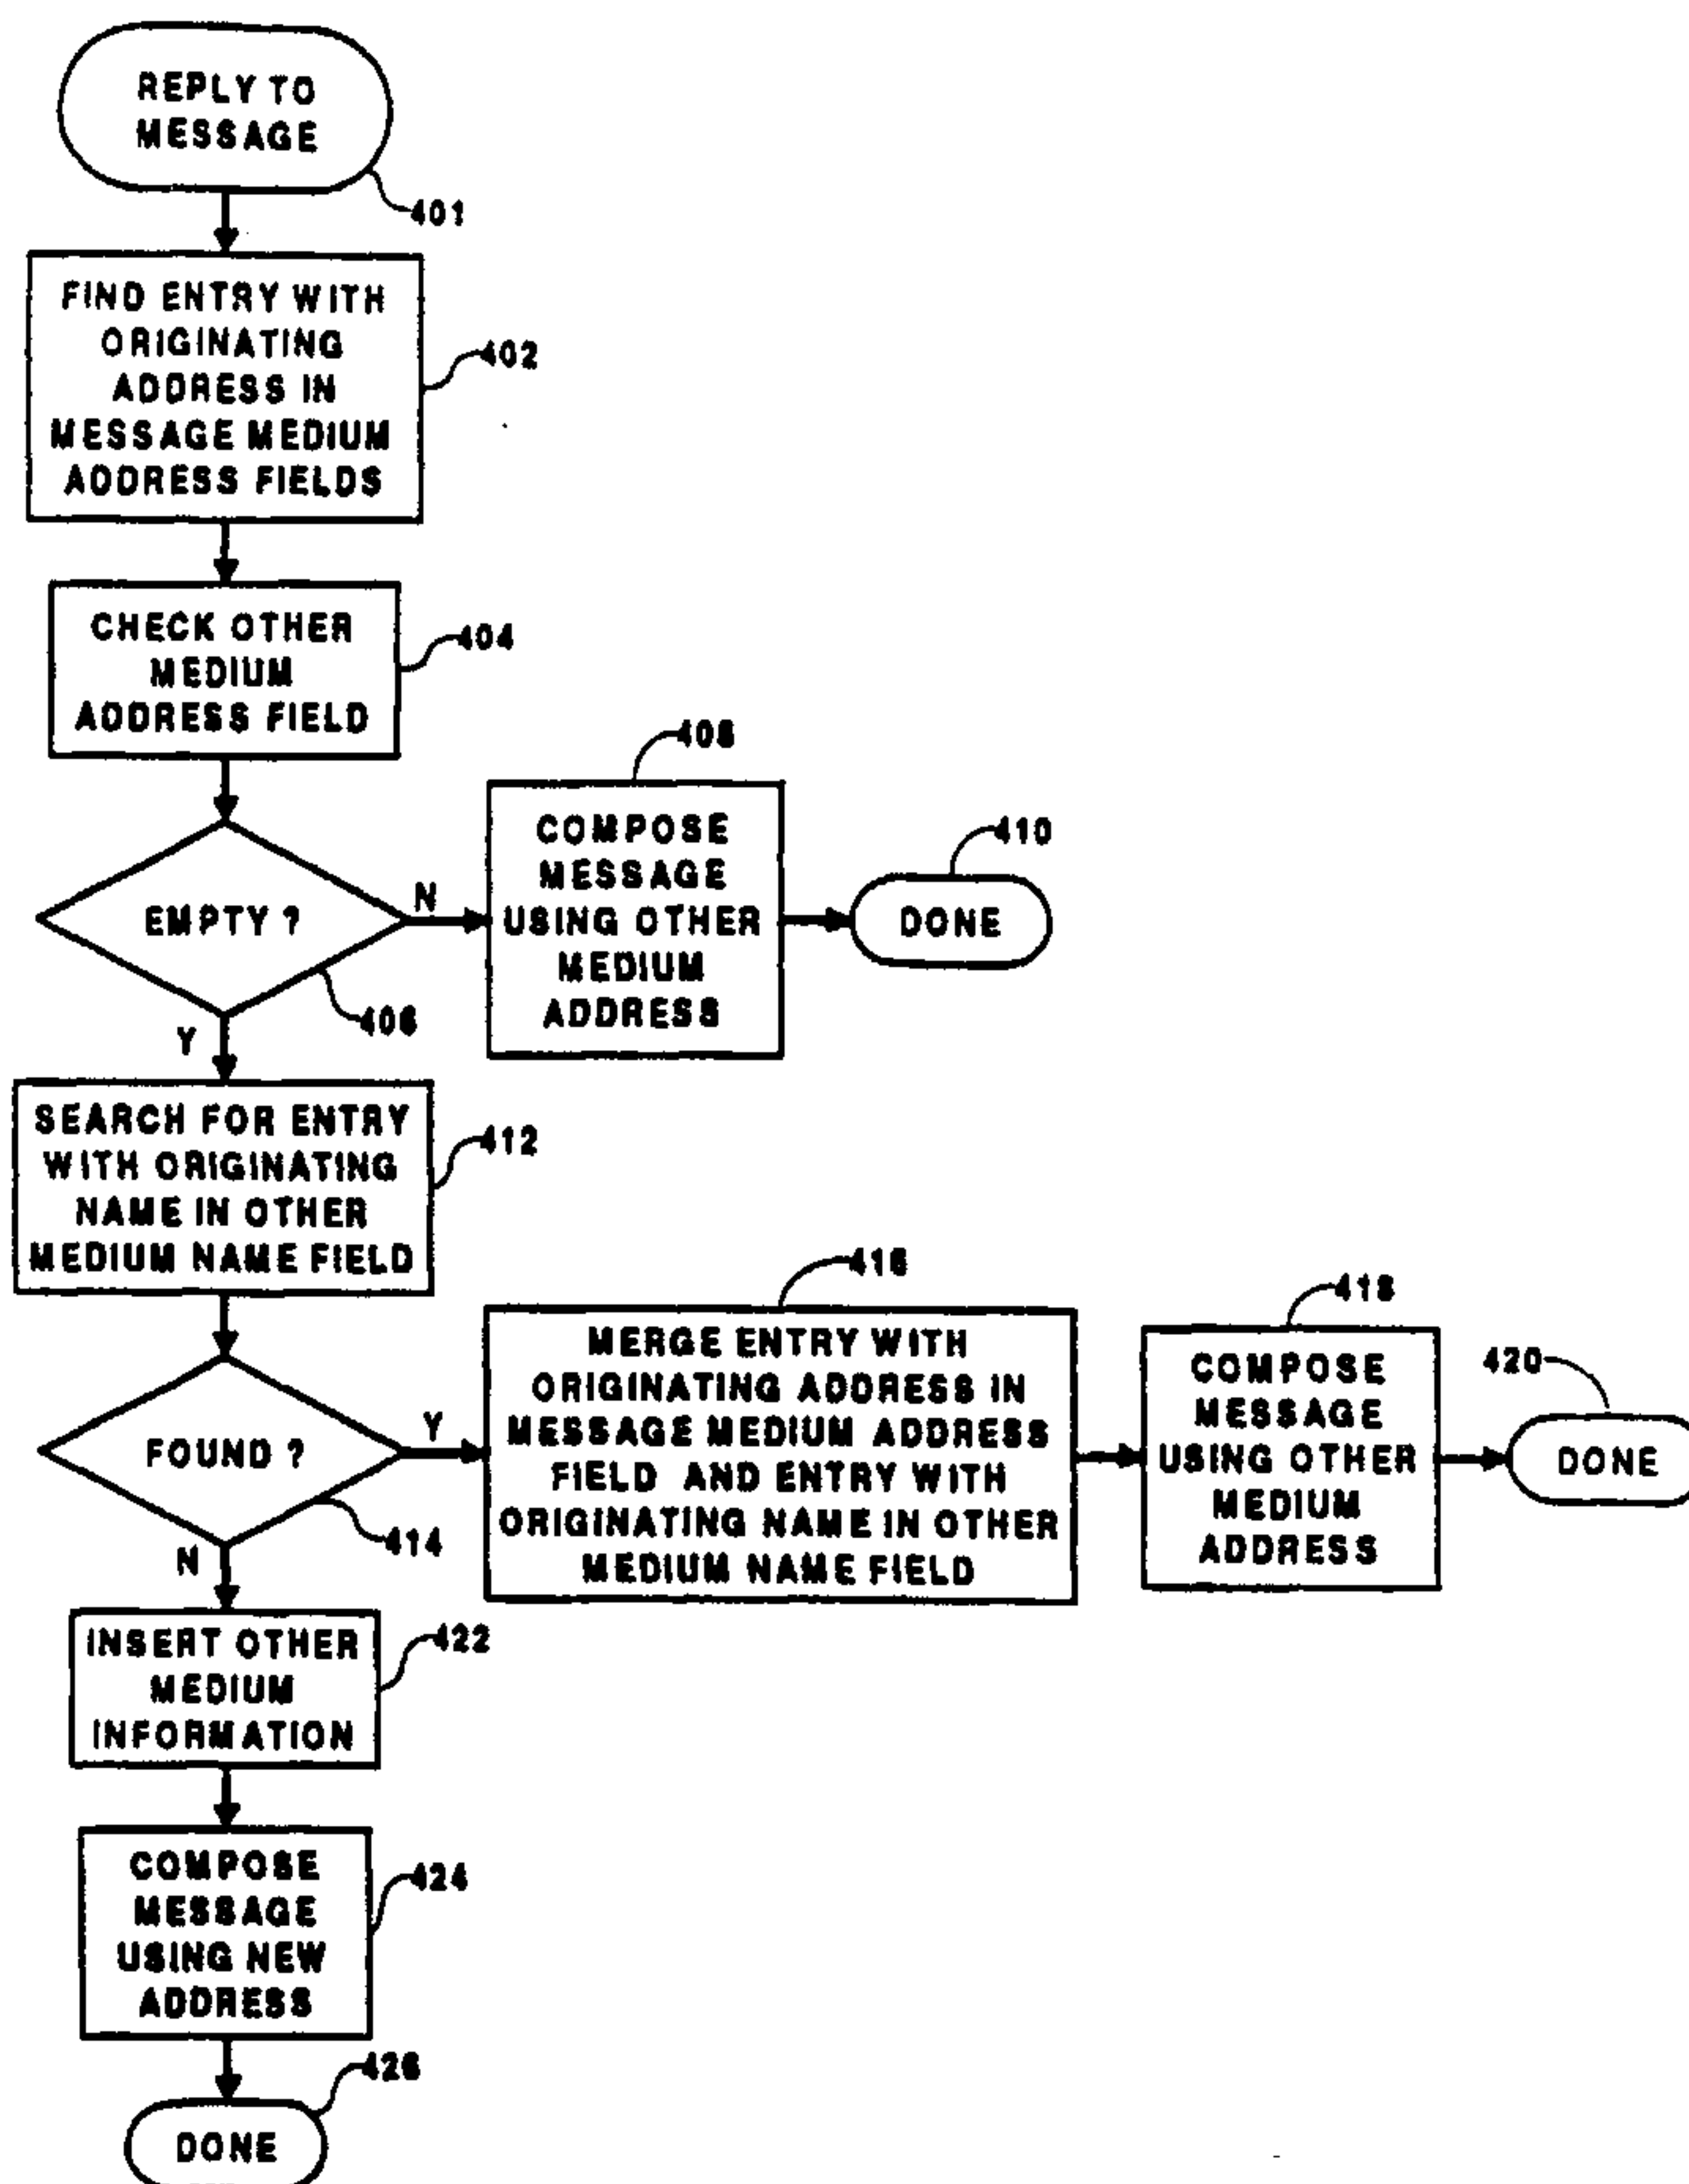 REPLY TO
MESSAGE
401
FIND ENTRY WITH
ORIGINATING
ADDRESS IN
MESSAGE MEDIUM
ADDRESS FIELDS
402
CHECK OTHER
MEDIUM
ADDRESS FIELD
404
EMPTY ?
406
N
Y
COMPOSE
MESSAGE
USING OTHER
MEDIUM
ADDRESS
408
DONE
410
SEARCH FOR ENTRY
WITH ORIGINATING
NAME IN OTHER
MEDIUM NAME FIELD
412
FOUND ?
414
Y
N
MERGE ENTRY WITH
ORIGINATING ADDRESS IN
MESSAGE MEDIUM ADDRESS
FIELD AND ENTRY WITH
ORIGINATING NAME IN OTHER
MEDIUM NAME FIELD
416
COMPOSE
MESSAGE
USING OTHER
MEDIUM
ADDRESS
418
420
DONE
INSERT OTHER
MEDIUM
INFORMATION
422
COMPOSE
MESSAGE
USING NEW
ADDRESS
424
DONE
426